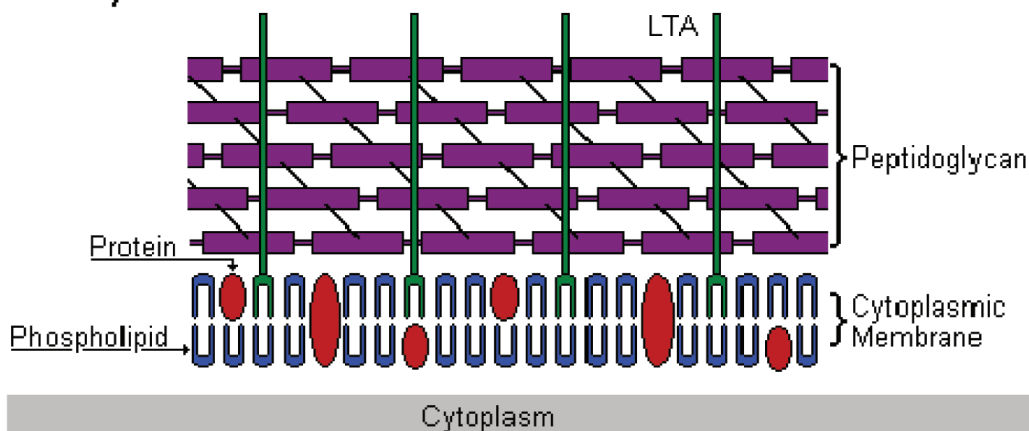 LTA
Peptidoglycan
Protein
Cytoplasmic
Membrane
Phospholipid
Cytoplasm